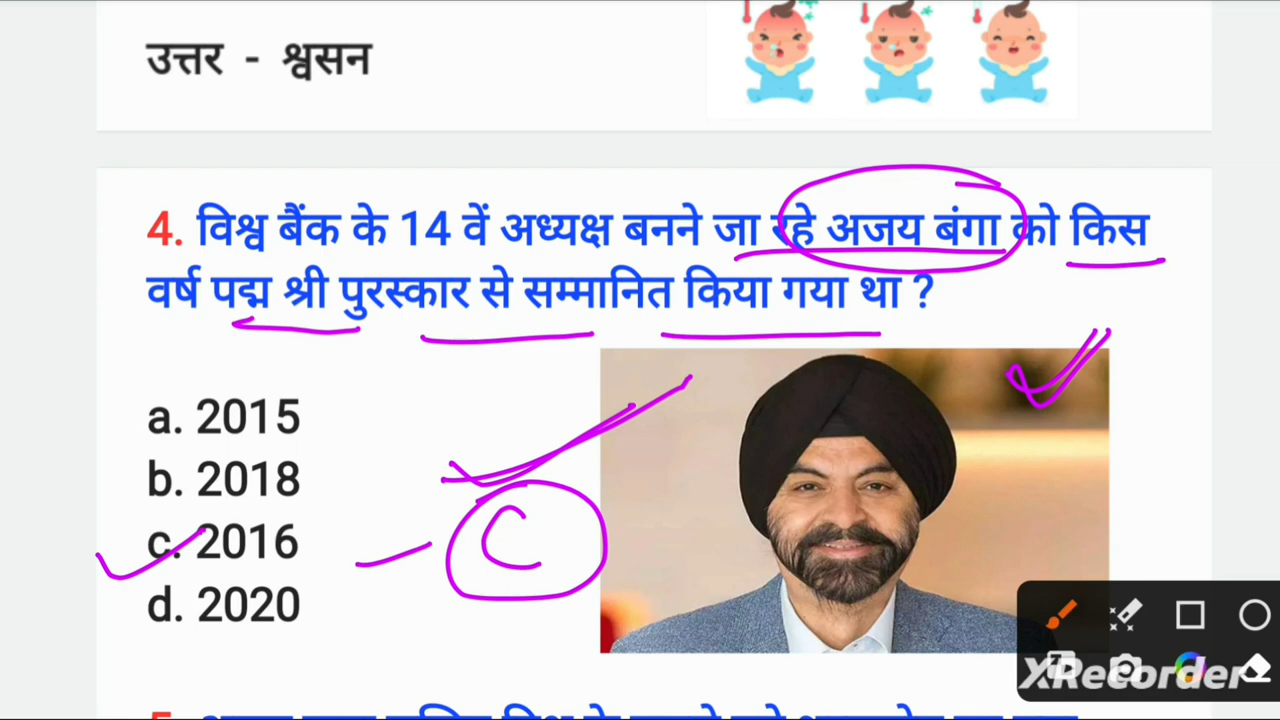 उत्तर - श्वसन
4. विश्व बैंक के 14 वें अध्यक्ष बनने जा रहे अजय बंगा को किस
वर्ष पद्म श्री पुरस्कार से सम्मानित किया गया था ?
a. 2015
b. 2018
c. 2016
d. 2020
C
XRecorder
5.